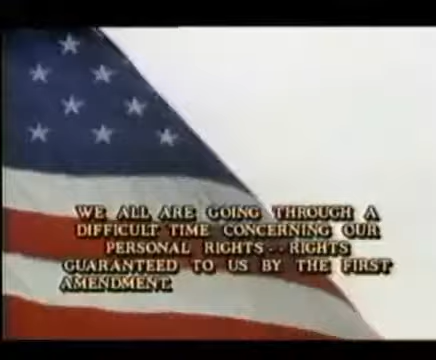 WE ALL ARE GOING THROUGH A
DIFFICULT TIME CONCERNING OUR
PERSONAL RIGHTS--RIGHTS
GUARANTEED TO US BY THE FIRST
AMENDMENT.